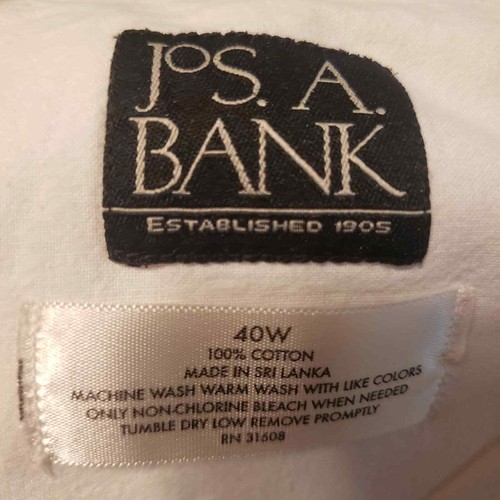 JOS. A.
BANK
ESTABLISHED 1905
40W
100% COTTON
MADE IN SRI LANKA
MACHINE WASH WARM WASH WITH LIKE COLORS
ONLY NON-CHLORINE BLEACH WHEN NEEDED
TUMBLE DRY LOW REMOVE PROMPTLY
RN 31608